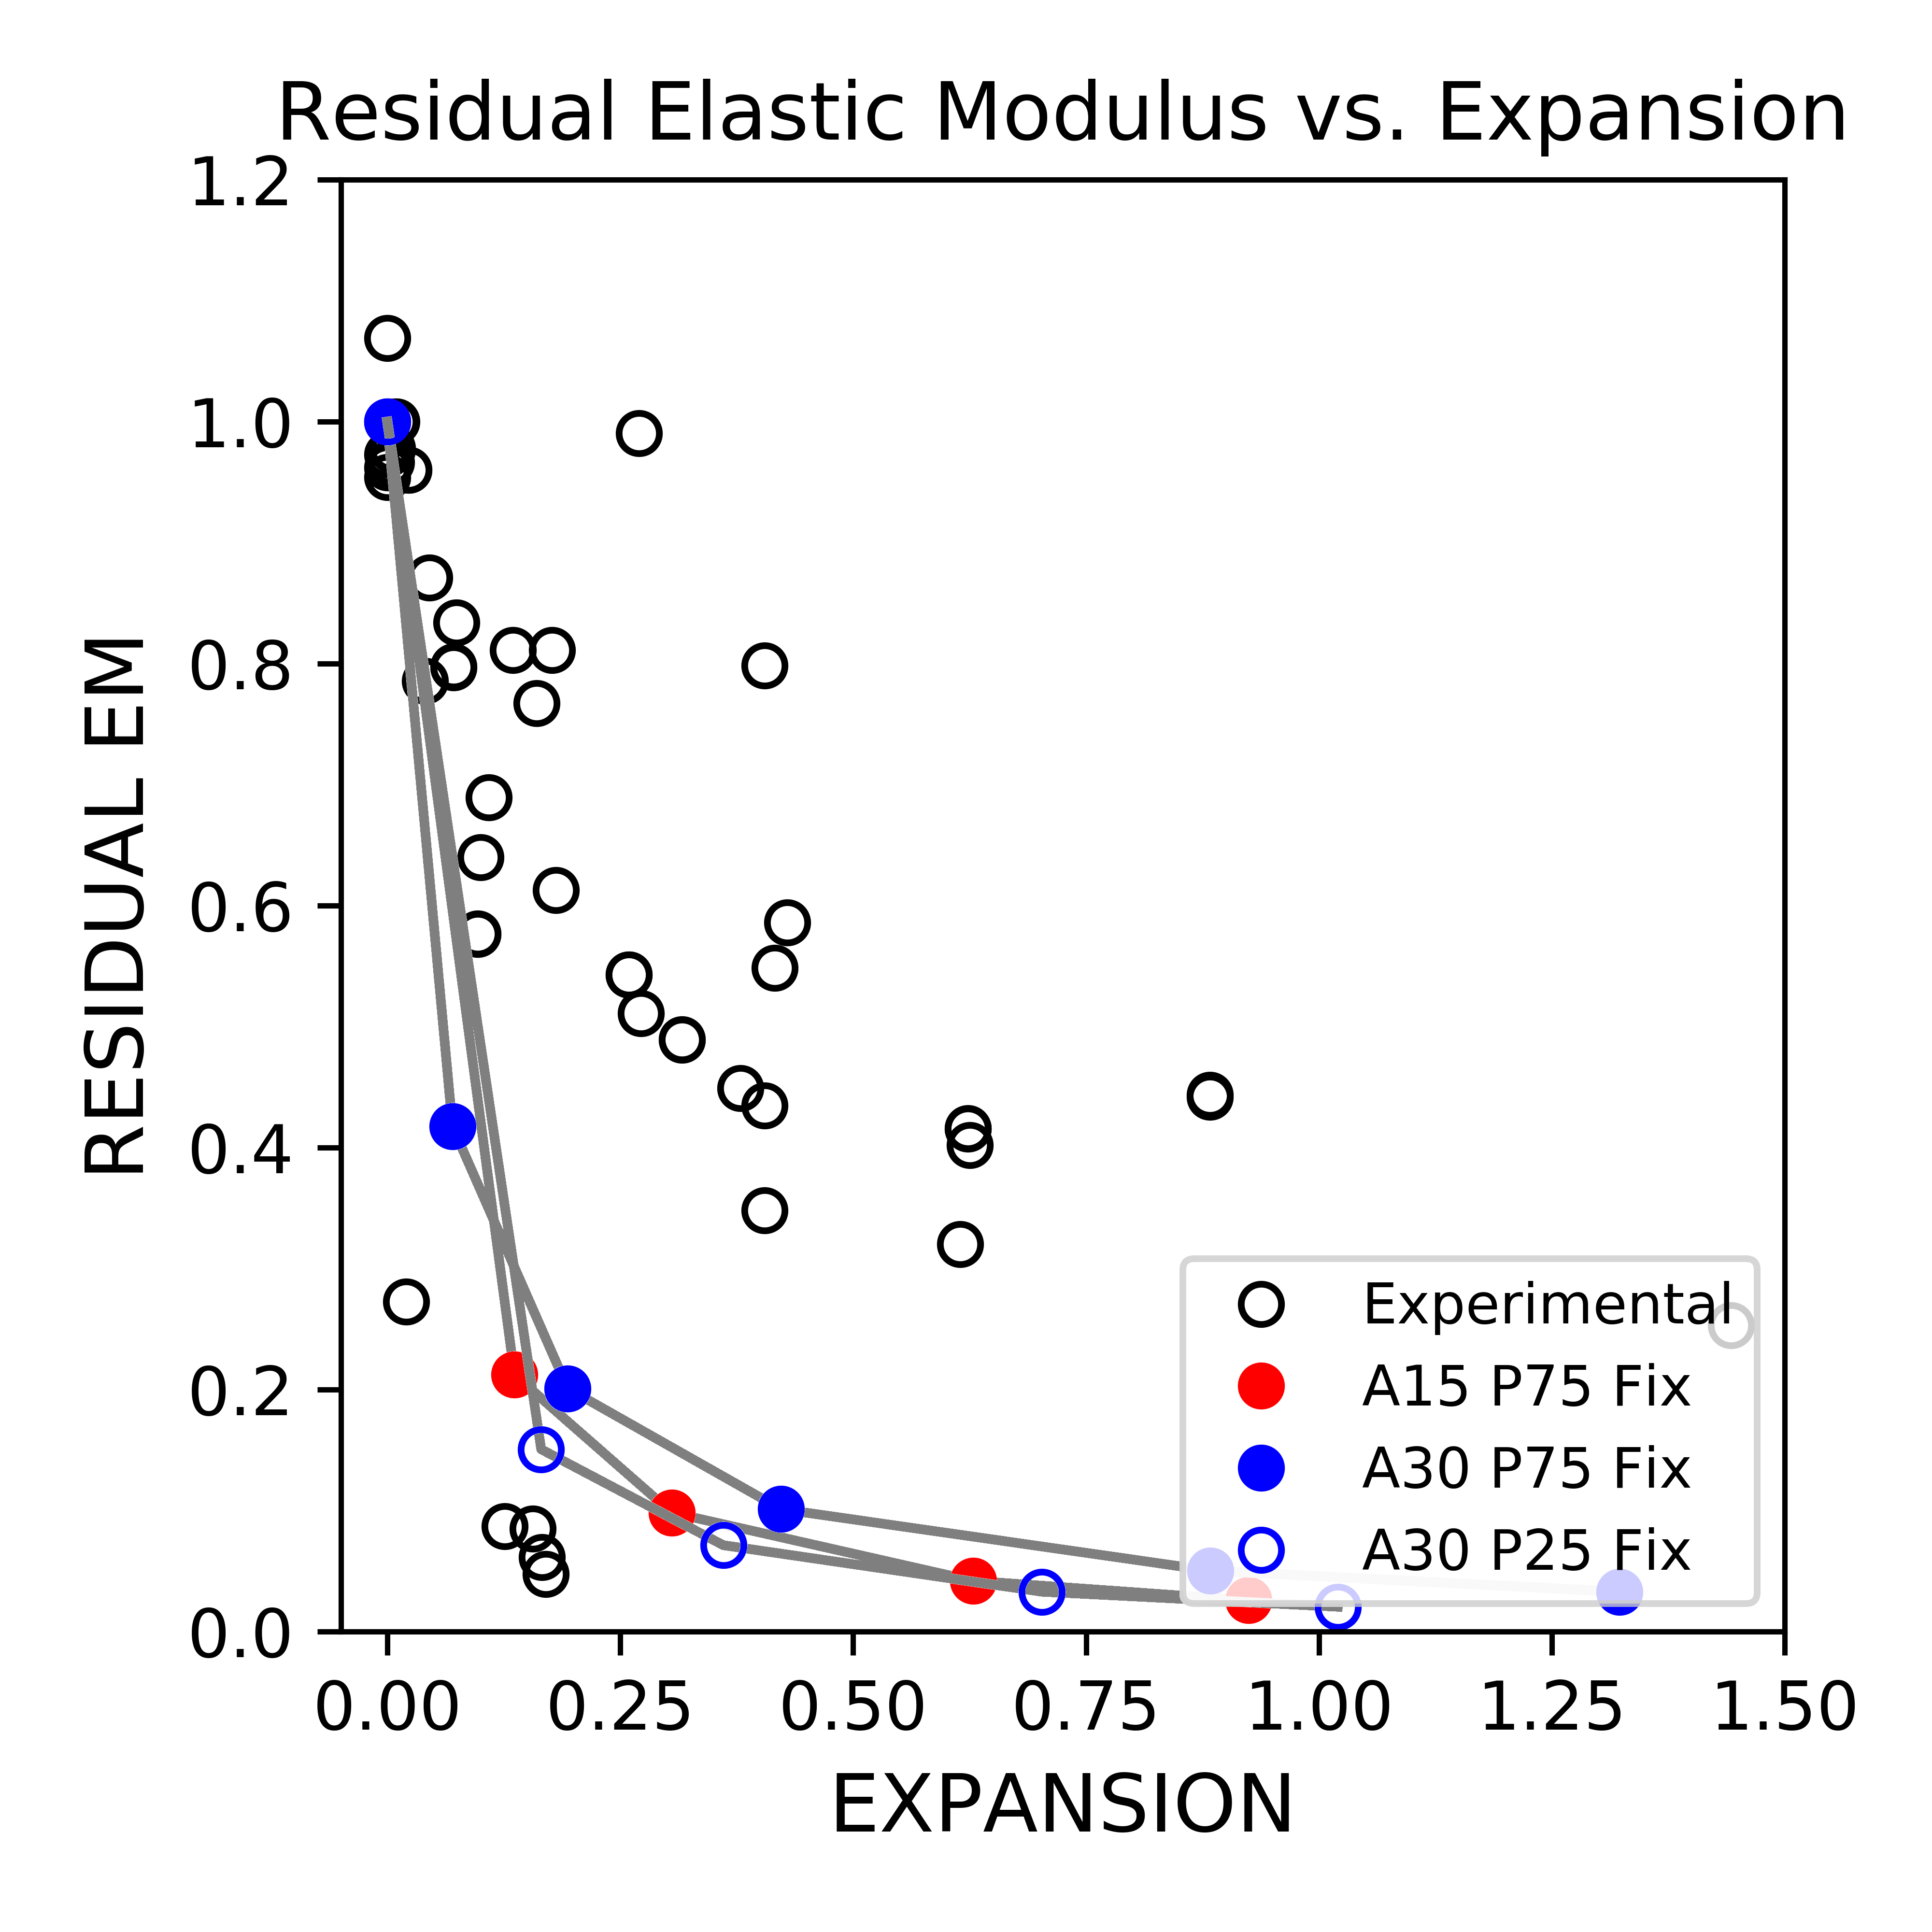 Residual Elastic Modulus vs. Expansion
1.2
1.0
0.8
0.6
0.4
0.2
0.0
RESIDUAL EM
Experimental
A15 P75 Fix
A30 P75 Fix
A30 P25 Fix
0.00 0.25 0.50 0.75 1.00 1.25 1.50
EXPANSION